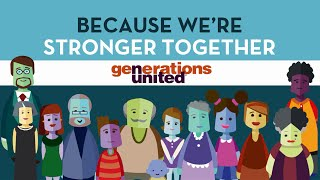 BECAUSE WE'RE
STRONGER TOGETHER
generations
united